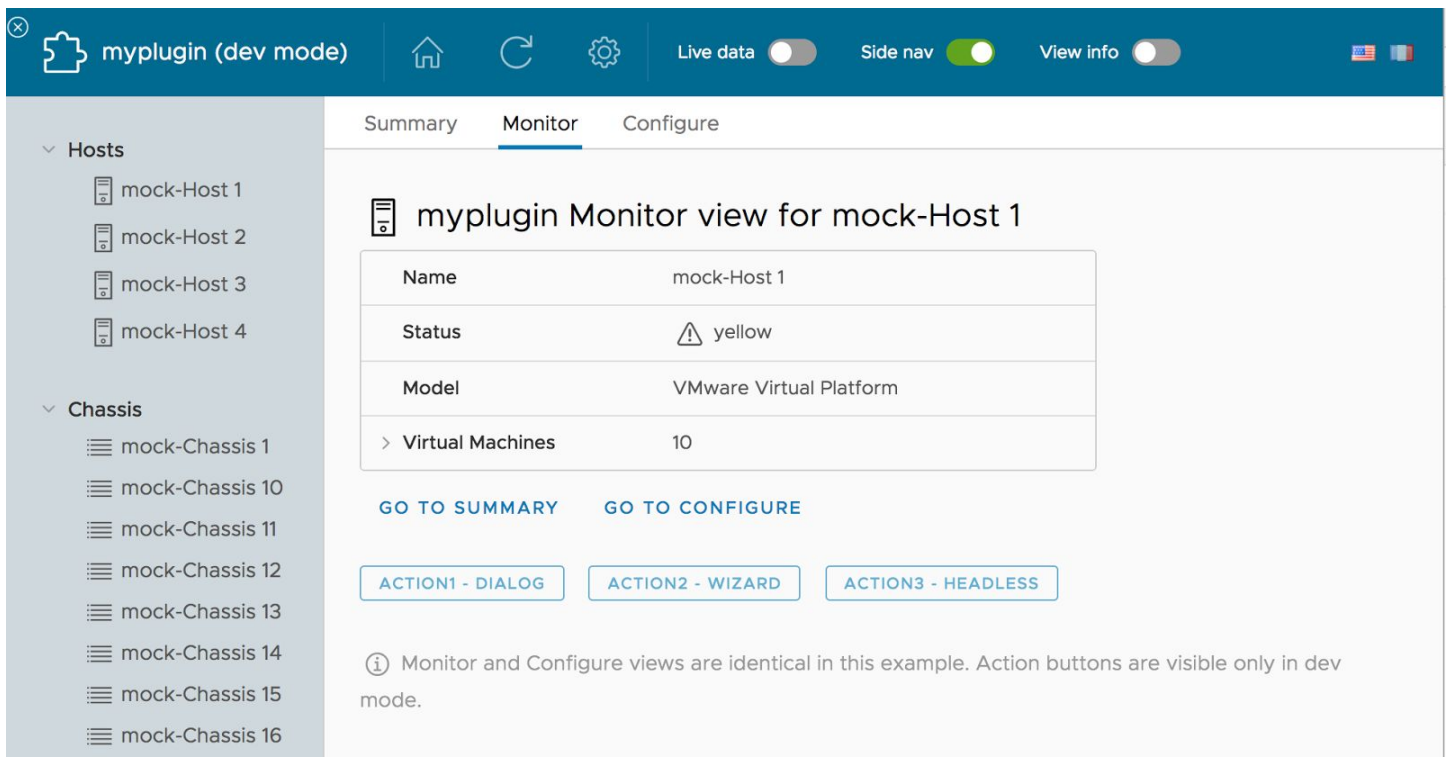 myplugin (dev mode)
Live data
Side nav
View info
Hosts
mock-Host 1
mock-Host 2
mock-Host 3
mock-Host 4
Chassis
mock-Chassis 1
mock-Chassis 10
mock-Chassis 11
mock-Chassis 12
mock-Chassis 13
mock-Chassis 14
mock-Chassis 15
mock-Chassis 16
Summary Monitor Configure
myplugin Monitor view for mock-Host 1
Name mock-Host 1
Status yellow
Model VMware Virtual Platform
Virtual Machines 10
GO TO SUMMARY GO TO CONFIGURE
ACTION1 - DIALOG ACTION2 - WIZARD ACTION3 - HEADLESS
Monitor and Configure views are identical in this example. Action buttons are visible only in dev
mode.